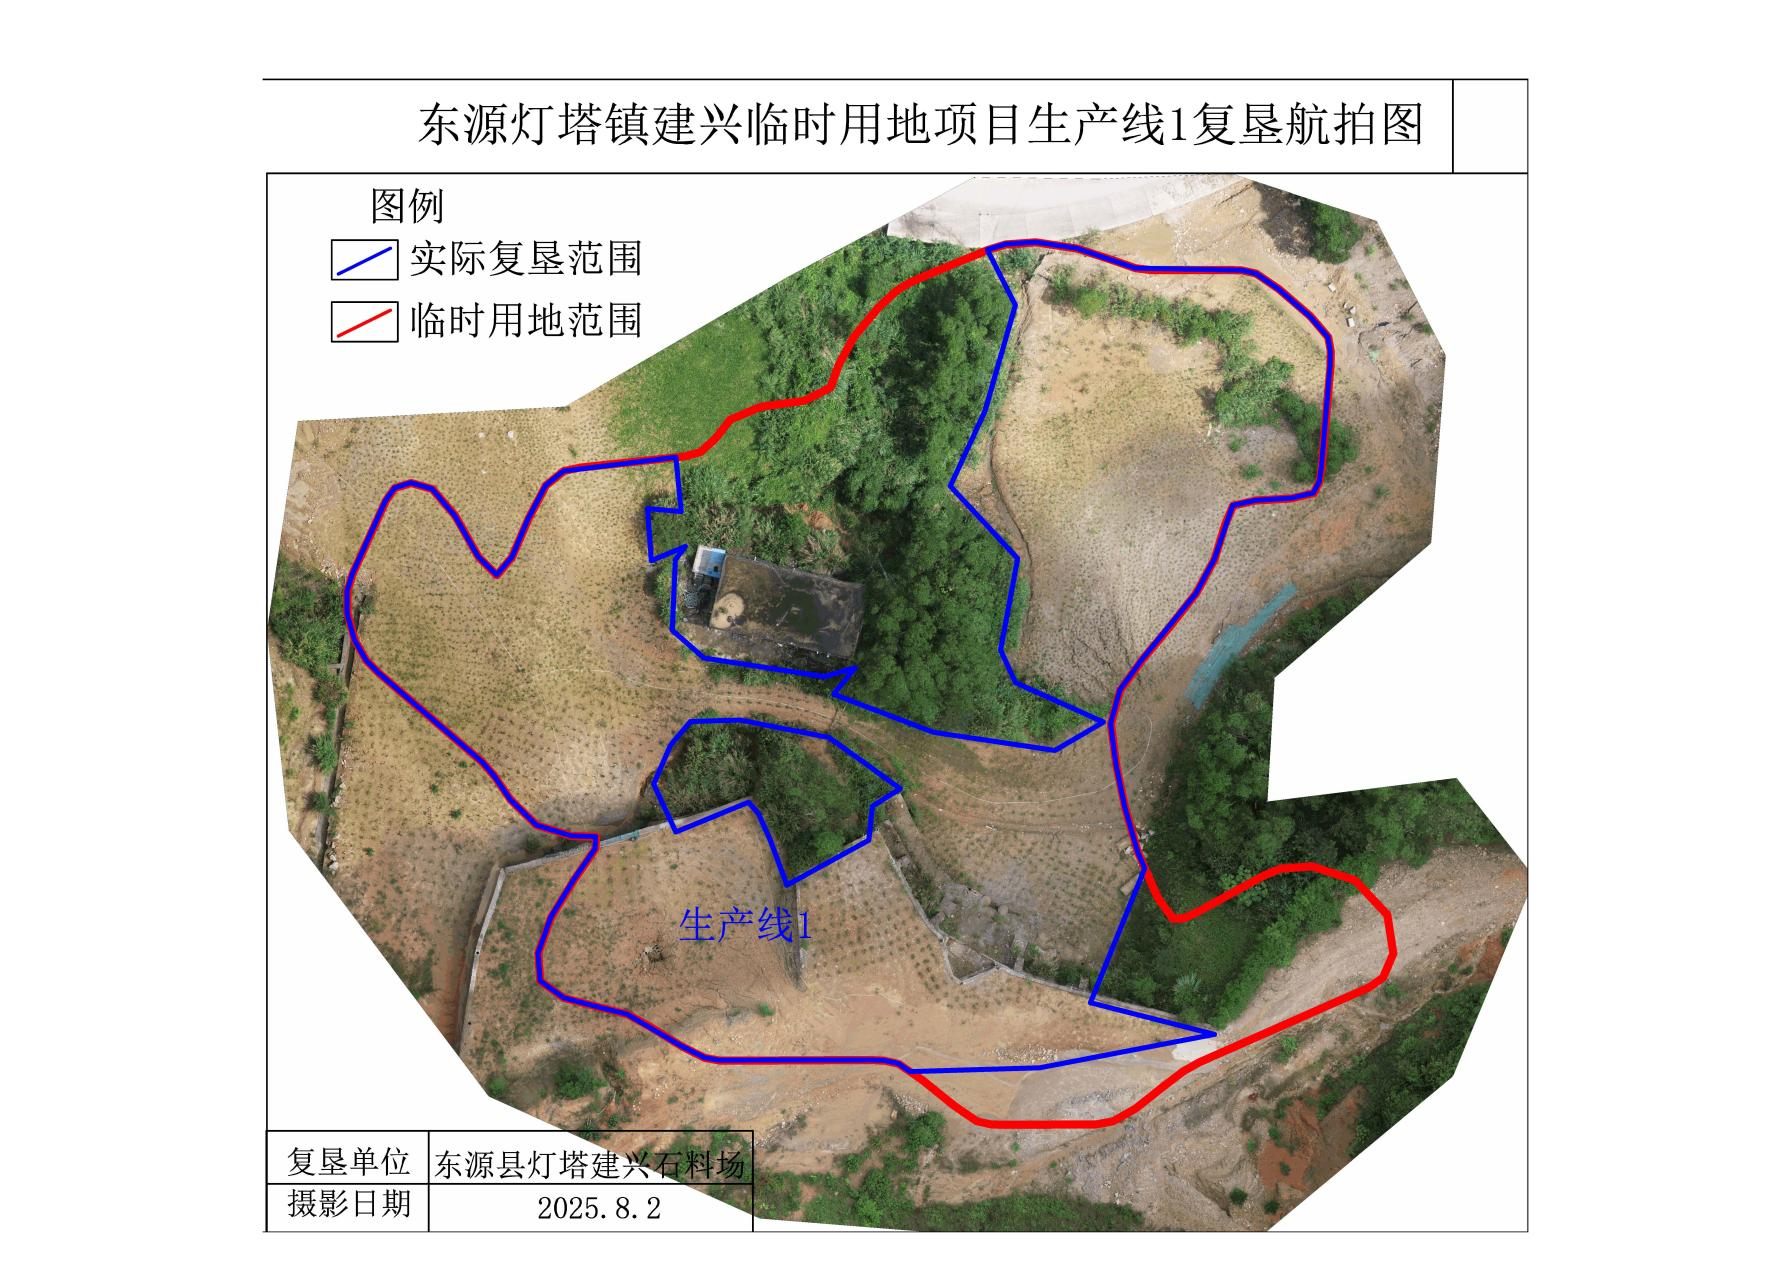 东源灯塔镇建兴临时用地项目生产线1复垦航拍图
图例
实际复垦范围
临时用地范围
生产线1
复垦单位 东源县灯塔建兴石料场
摄影日期 2025.8.2